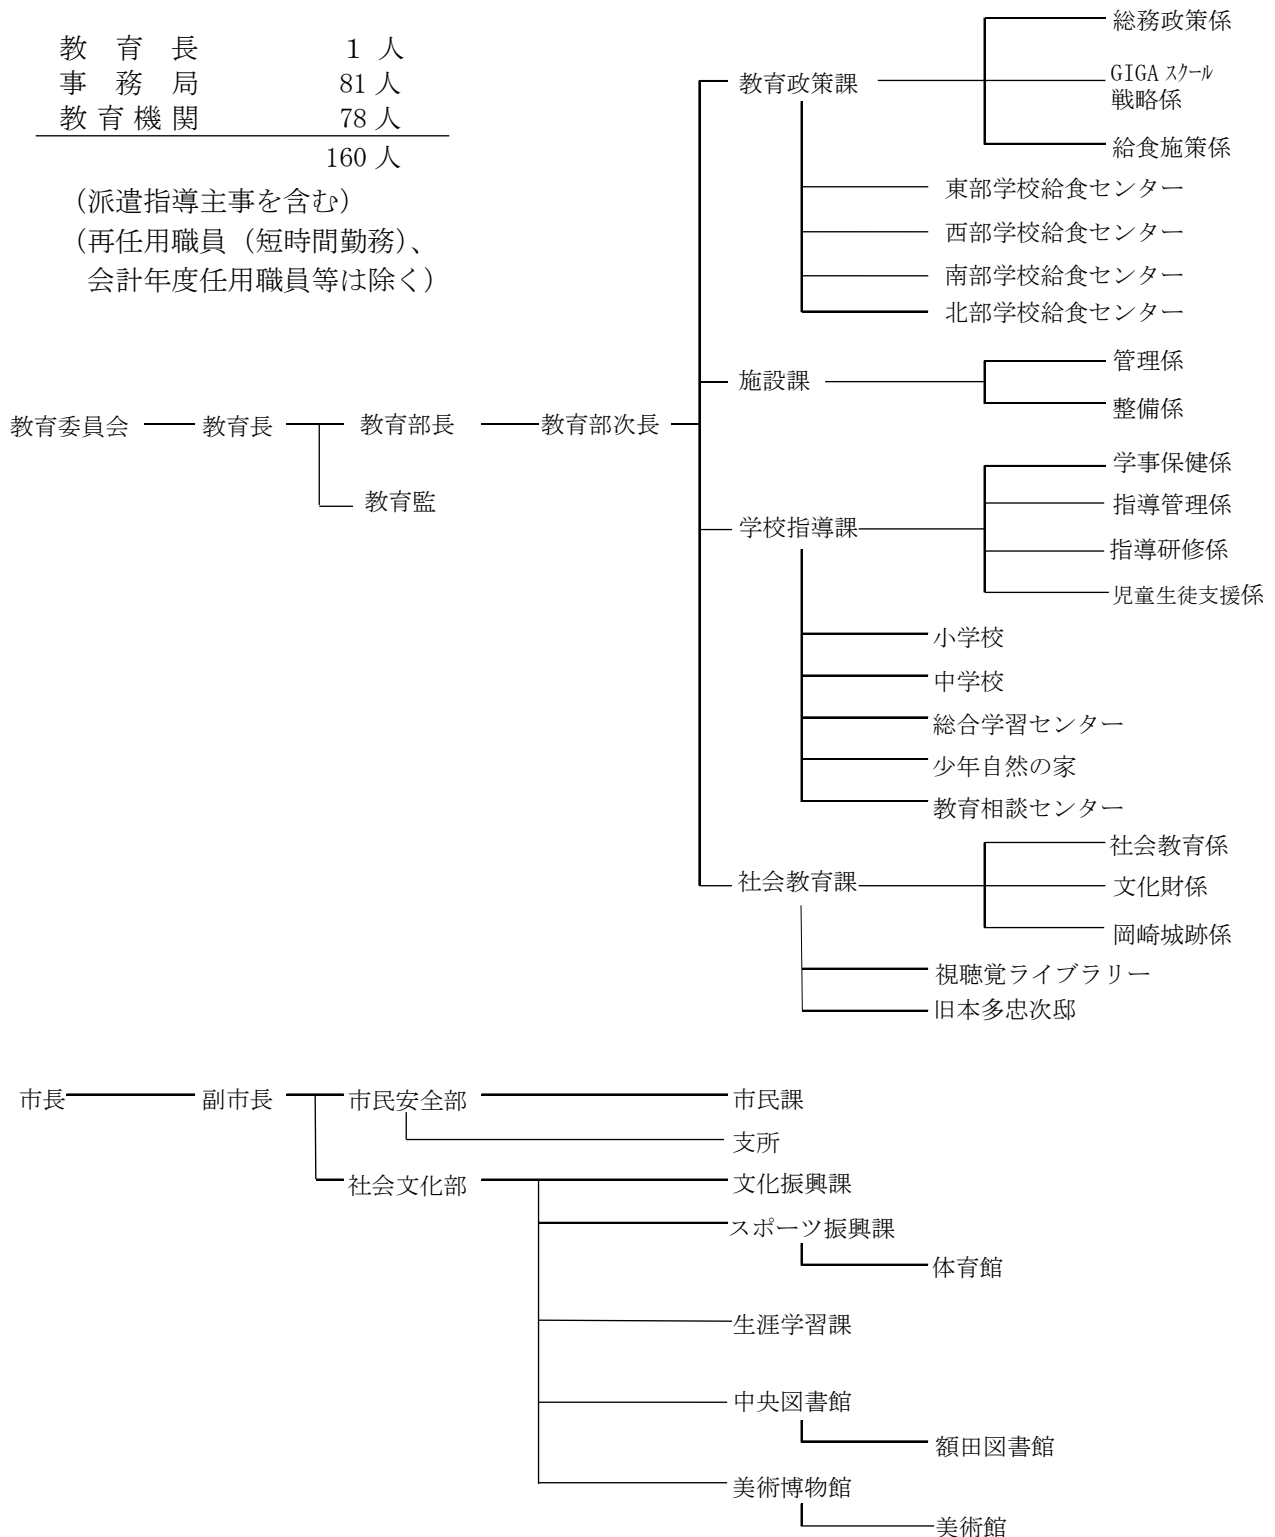 教育長 1人
事務局 81人
教育機関 78人
160人
（派遣指導主事を含む）
（再任用職員（短時間勤務）、
会計年度任用職員等は除く）
教育委員会
教育長
教育部長
教育監
教育部次長
教育政策課
総務政策係
GIGAスクール
戦略係
給食施策係
東部学校給食センター
西部学校給食センター
南部学校給食センター
北部学校給食センター
施設課
管理係
整備係
学校指導課
学事保健係
指導管理係
指導研修係
児童生徒支援係
小学校
中学校
総合学習センター
少年自然の家
教育相談センター
社会教育課
社会教育係
文化財係
岡崎城跡係
視聴覚ライブラリー
旧本多忠次邸
市長
副市長
市民安全部
市民課
支所
社会文化部
文化振興課
スポーツ振興課
体育館
生涯学習課
中央図書館
額田図書館
美術博物館
美術館